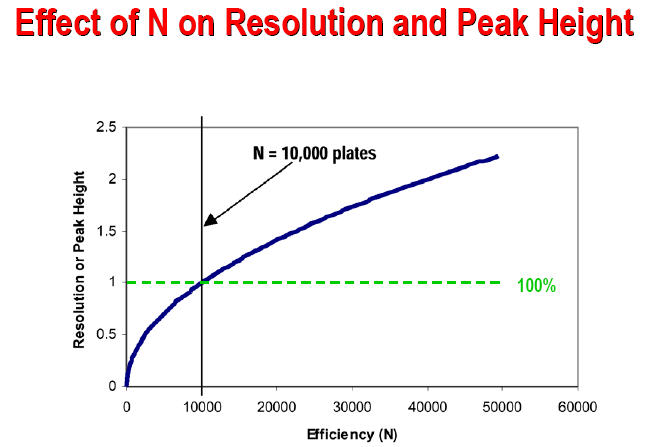 Effect of N on Resolution and Peak Height
N = 10,000 plates
2.5
2
1.5
1
0.5
0
100%
Resolution or Peak Height
0 10000 20000 30000 40000 50000 60000
Efficiency (N)